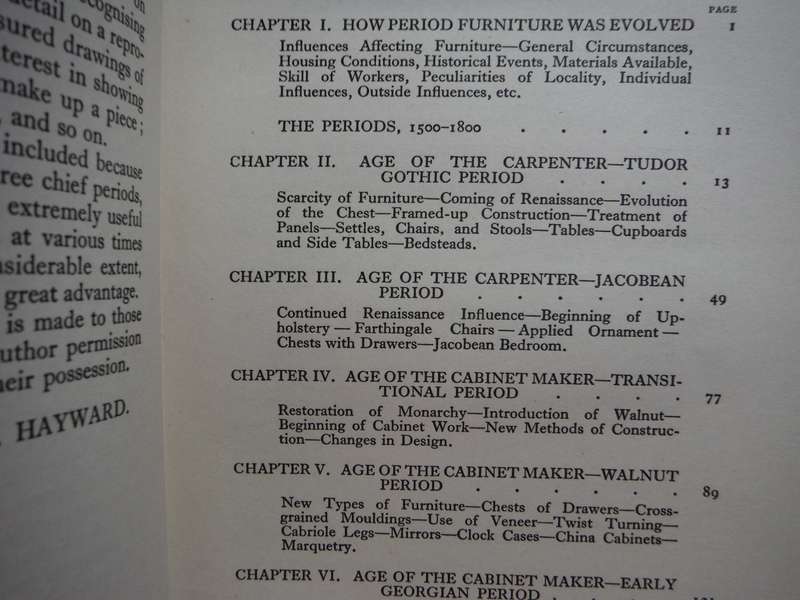 on
recognising
detail on a repro-
sured drawings of
terest in showing
make up a piece;
, and so on.
included because
ree chief periods,
extremely useful
at various times
nsiderable extent,
great advantage.
is made to those
uthor permission
heir possession.
HAYWARD.
PAGE
CHAPTER I. HOW PERIOD FURNITURE WAS EVOLVED 1
Influences Affecting Furniture—General Circumstances,
Housing Conditions, Historical Events, Materials Available,
Skill of Workers, Peculiarities of Locality, Individual
Influences, Outside Influences, etc.
THE PERIODS, 1500–1800 . . . . . 11
CHAPTER II. AGE OF THE CARPENTER—TUDOR
GOTHIC PERIOD . . . . 13
Scarcity of Furniture—Coming of Renaissance—Evolution
of the Chest—Framed-up Construction—Treatment of
Panels—Settles, Chairs, and Stools—Tables—Cupboards
and Side Tables—Bedsteads.
CHAPTER III. AGE OF THE CARPENTER—JACOBEAN
PERIOD . . . . . . 49
Continued Renaissance Influence—Beginning of Up-
holstery—Farthingale Chairs—Applied Ornament—
Chests with Drawers—Jacobean Bedroom.
CHAPTER IV. AGE OF THE CABINET MAKER—TRANSI-
TIONAL PERIOD . . . . 77
Restoration of Monarchy—Introduction of Walnut—
Beginning of Cabinet Work—New Methods of Construc-
tion—Changes in Design.
CHAPTER V. AGE OF THE CABINET MAKER—WALNUT
PERIOD . . . . . . 89
New Types of Furniture—Chests of Drawers—Cross-
grained Mouldings—Use of Veneer—Twist Turning—
Cabriole Legs—Mirrors—Clock Cases—China Cabinets—
Marquetry.
CHAPTER VI. AGE OF THE CABINET MAKER—EARLY
GEORGIAN PERIOD . . . .